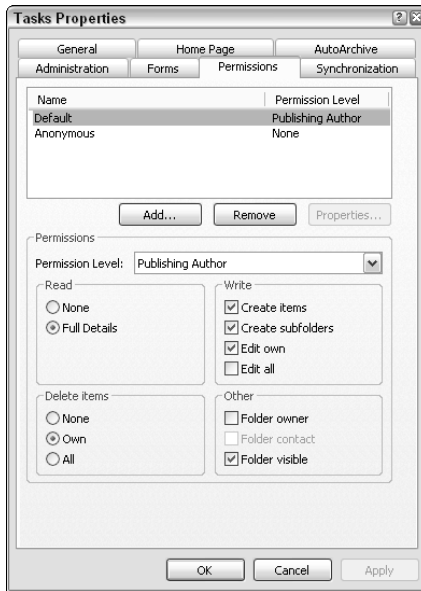 Tasks Properties
General Home Page AutoArchive
Administration Forms Permissions Synchronization
Name Permission Level
Default Publishing Author
Anonymous None
Add... Remove Properties...
Permissions
Permission Level: Publishing Author
Read Write
None Create items
Full Details Create subfolders
Edit own
Edit all
Delete items Other
None Folder owner
Own Folder contact
All Folder visible
OK Cancel Apply